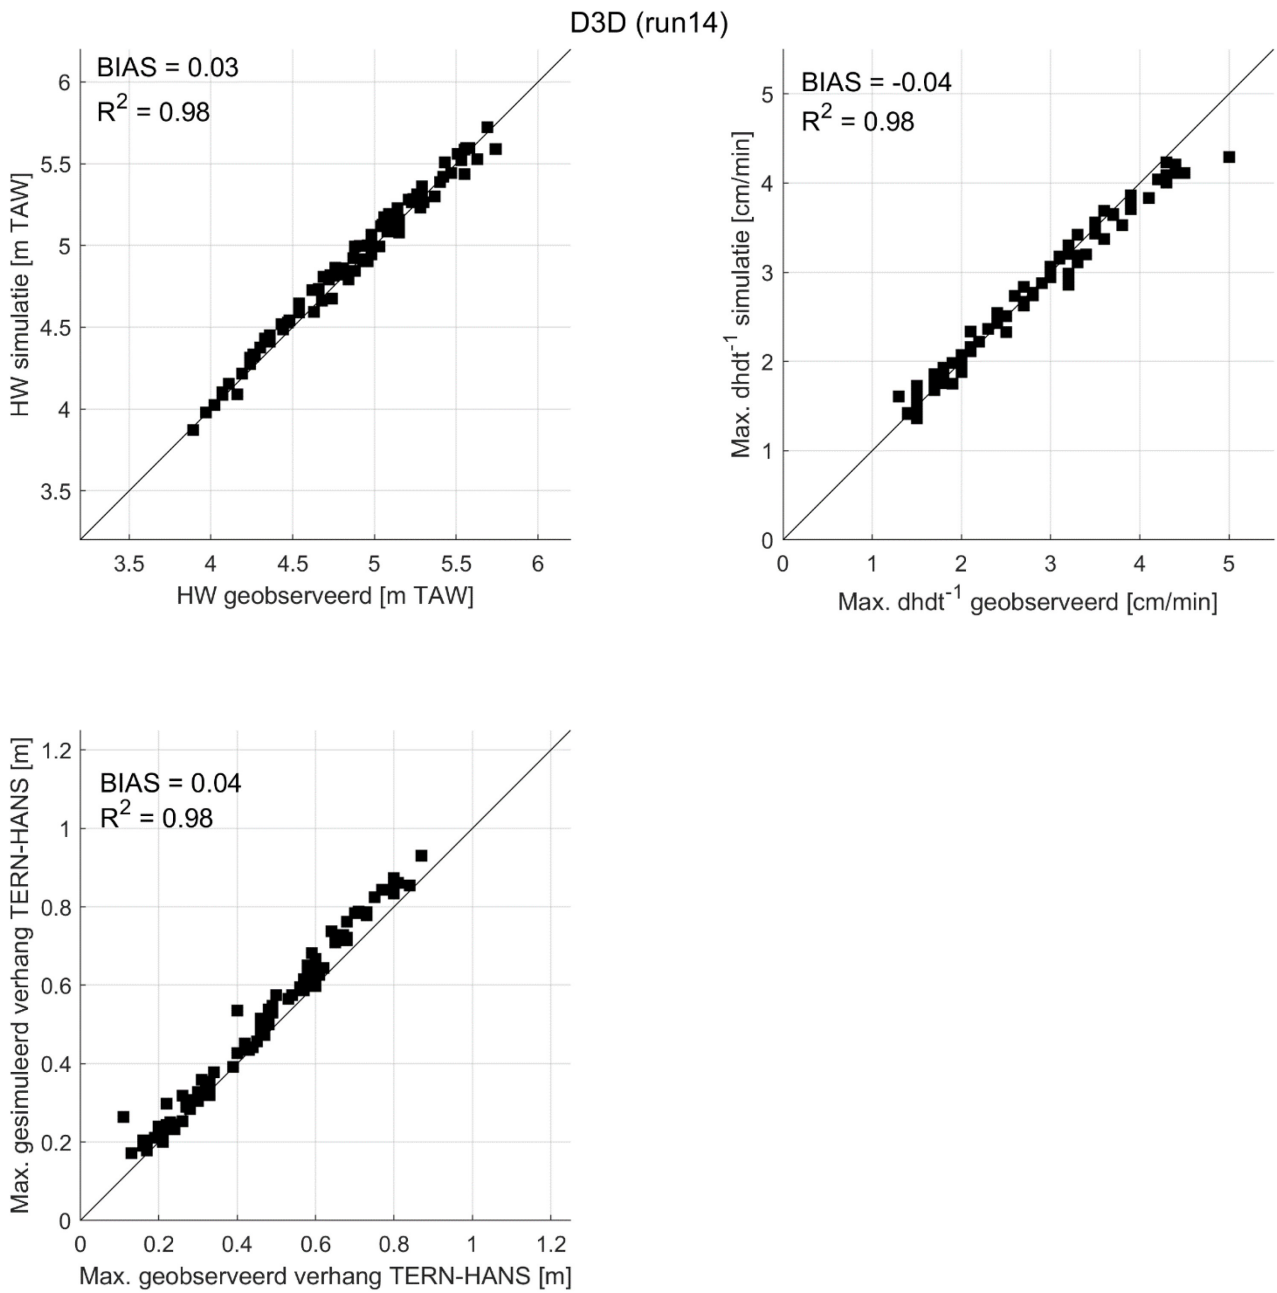 D3D (run14)
BIAS = 0.03
R² = 0.98
6
5.5
5
4.5
4
3.5
3.5 4 4.5 5 5.5 6
HW geobserveerd [m TAW]
HW simulatie [m TAW]
BIAS = -0.04
R² = 0.98
5
4
3
2
1
0
0 1 2 3 4 5
Max. dhdt⁻¹ geobserveerd [cm/min]
Max. dhdt⁻¹ simulatie [cm/min]
BIAS = 0.04
R² = 0.98
1.2
1
0.8
0.6
0.4
0.2
0
0 0.2 0.4 0.6 0.8 1 1.2
Max. geobserveerd verhang TERN-HANS [m]
Max. gesimuleerd verhang TERN-HANS [m]